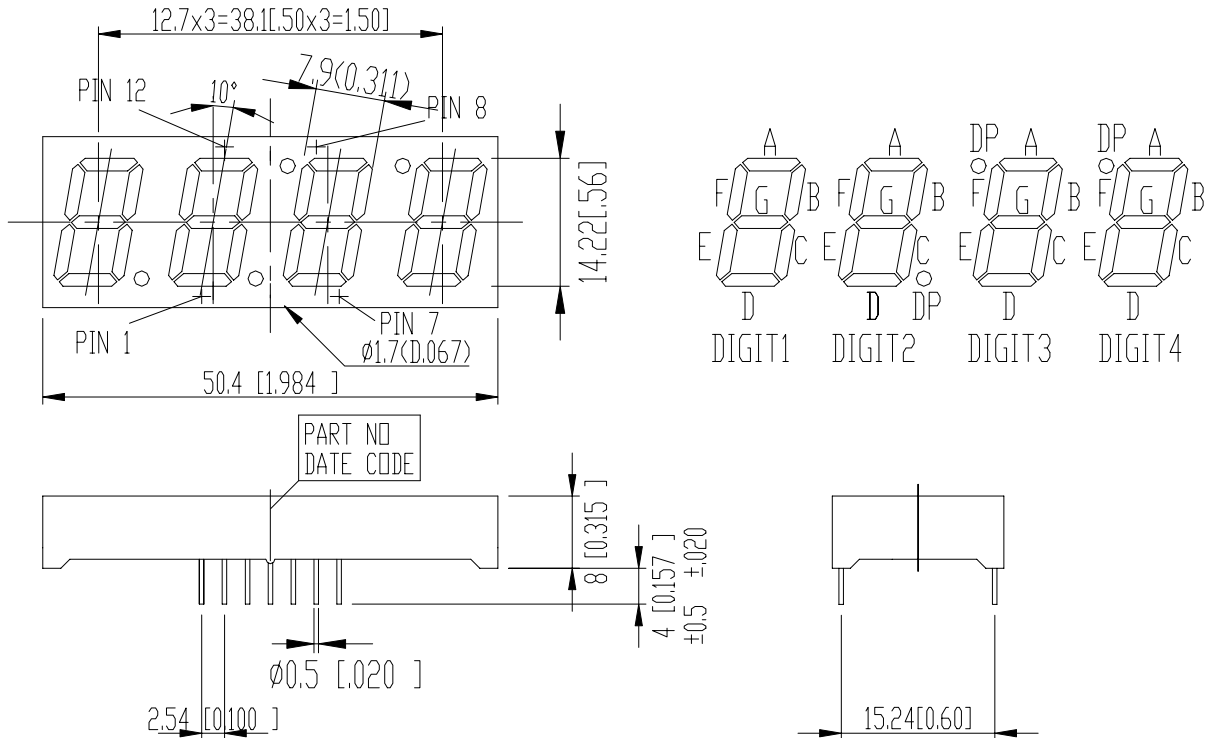 12.7x3=38.1[.50x3=1.50]
7.9(0.311)
10°
PIN 12
PIN 8
14.22[.56]
PIN 1
PIN 7
Ø1.7(D.067)
50.4 [1.984 ]
A
F
G
B
E
C
D
DIGIT1
A
F
G
B
E
C
D
DP
DIGIT2
DP
A
F
G
B
E
C
D
DIGIT3
DP
A
F
G
B
E
C
D
DIGIT4
PART NO
DATE CODE
8 [0.315 ]
4 [0.157 ]
±0.5 ±.020
Ø0.5 [.020 ]
2.54 [0.100 ]
15.24[0.60]